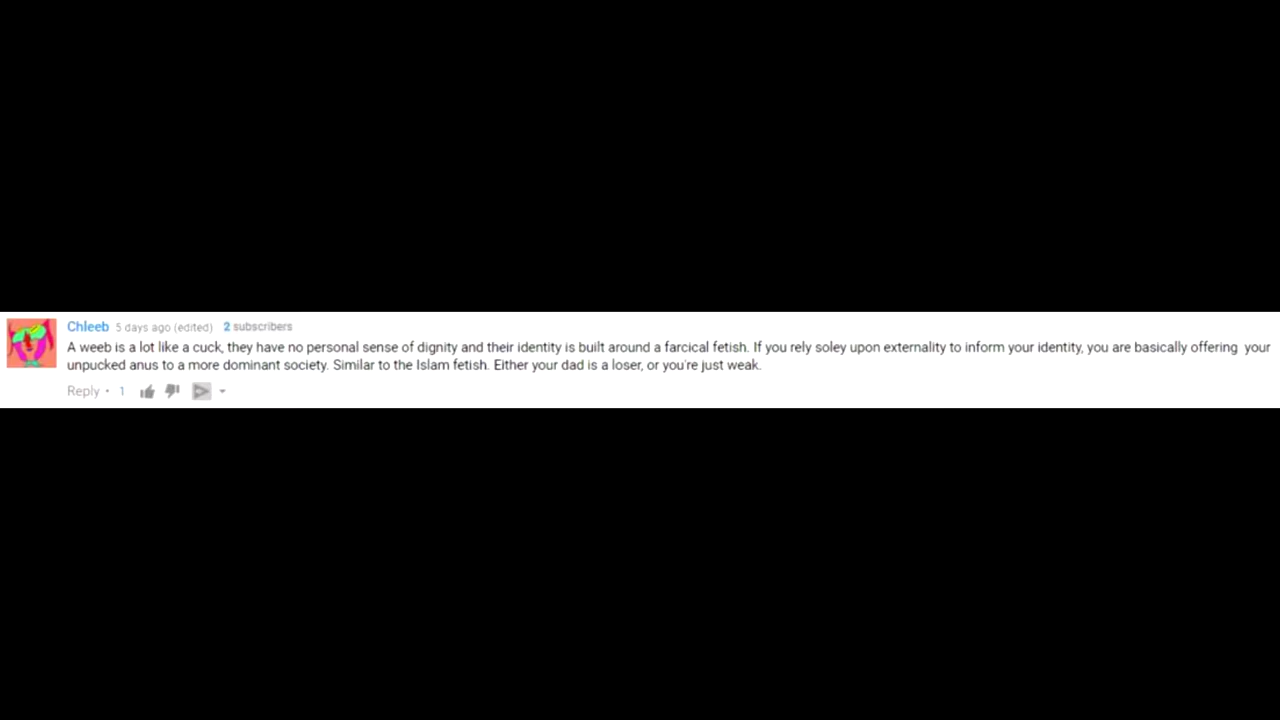 Chleeb 5 days ago (edited) 2 subscribers
A weeb is a lot like a cuck, they have no personal sense of dignity and their identity is built around a farcical fetish. If you rely soley upon externality to inform your identity, you are basically offering your
unpucked anus to a more dominant society. Similar to the Islam fetish. Either your dad is a loser, or you're just weak.
Reply • 1